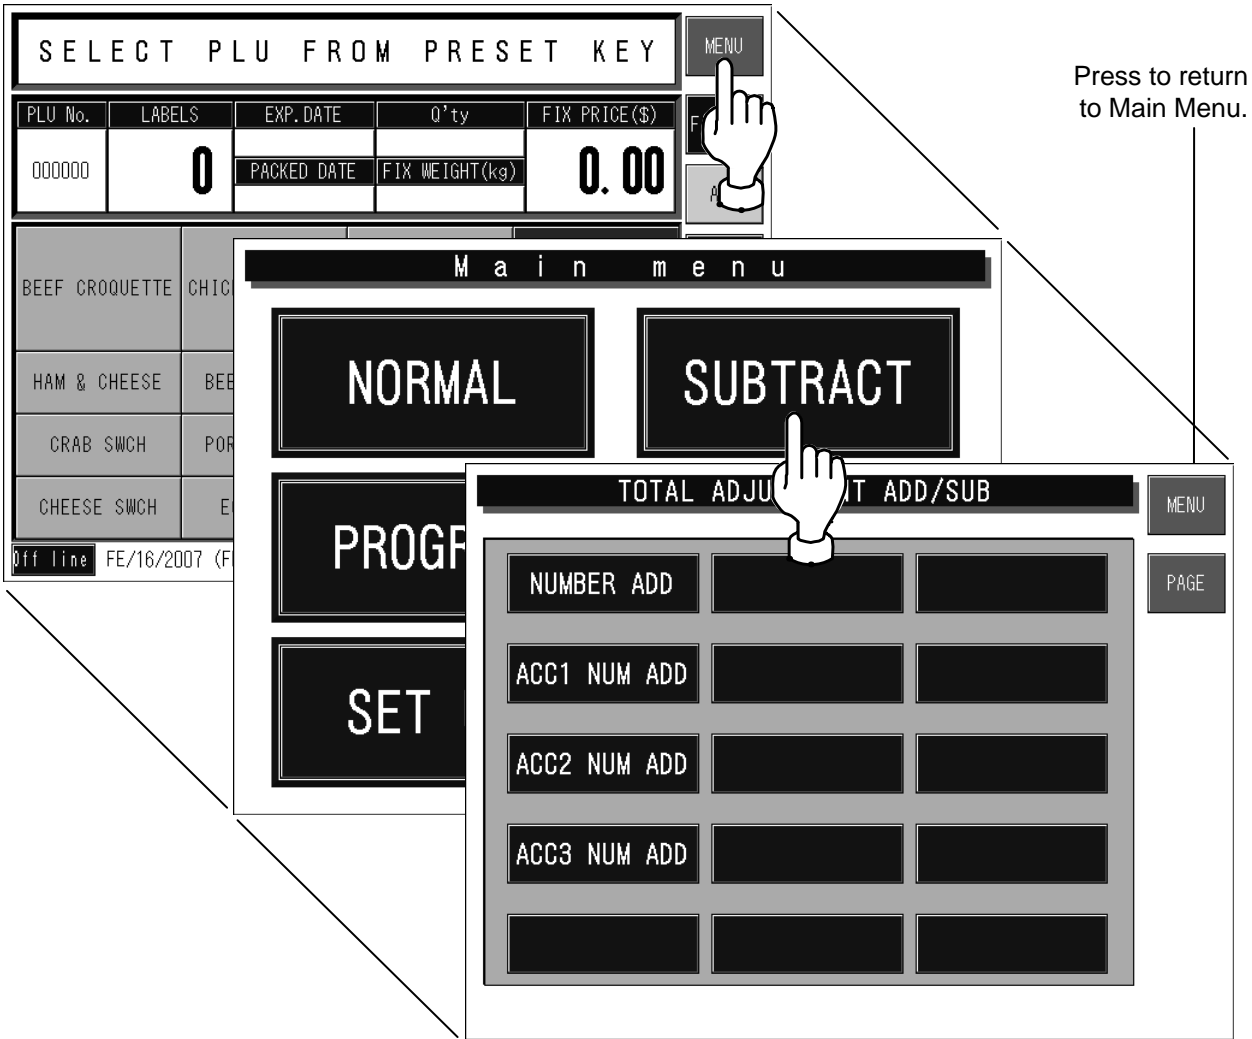 SELECT PLU FROM PRESET KEY
MENU
Press to return
to Main Menu.
PLU No. LABELS EXP.DATE Q'ty FIX PRICE($)
000000 0 PACKED DATE FIX WEIGHT(kg) 0.00
BEEF CROQUETTE
HAM & CHEESE
CRAB SWCH
CHEESE SWCH
Off line FE/16/2007
Main menu
NORMAL SUBTRACT
SET
TOTAL ADD/SUB
MENU
PAGE
NUMBER ADD
ACC1 NUM ADD
ACC2 NUM ADD
ACC3 NUM ADD